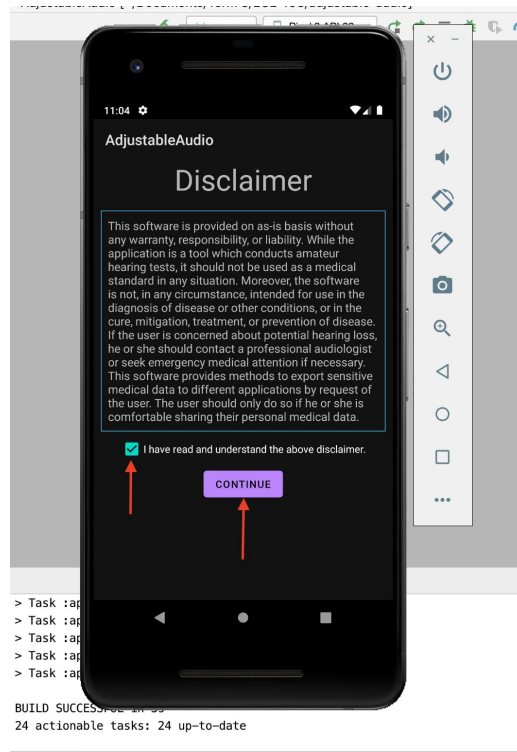 11:04
AdjustableAudio
Disclaimer
This software is provided on as-is basis without
any warranty, responsibility, or liability. While the
application is a tool which conducts amateur
hearing tests, it should not be used as a medical
standard in any situation. Moreover, the software
is not, in any circumstance, intended for use in the
diagnosis of disease or other conditions, or in the
cure, mitigation, treatment, or prevention of disease.
If the user is concerned about potential hearing loss,
he or she should contact a professional audiologist
or seek emergency medical attention if necessary.
This software provides methods to export sensitive
medical data to different applications by request of
the user. The user should only do so if he or she is
comfortable sharing their personal medical data.
I have read and understand the above disclaimer.
CONTINUE
> Task :ap
> Task :ap
> Task :ap
> Task :ap
> Task :ap
BUILD SUCCESSFUL in
24 actionable tasks: 24 up-to-date